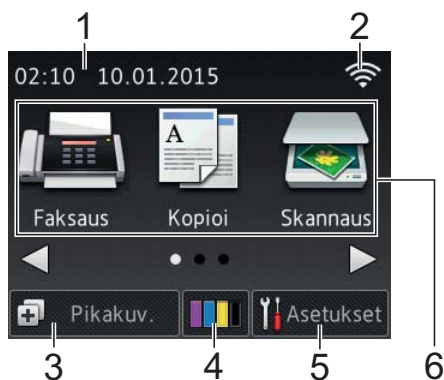 1 2
02:10 10.01.2015
A
Faksaus Kopioi Skannaus
Pikakuv. Asetukset
3 4 5 6